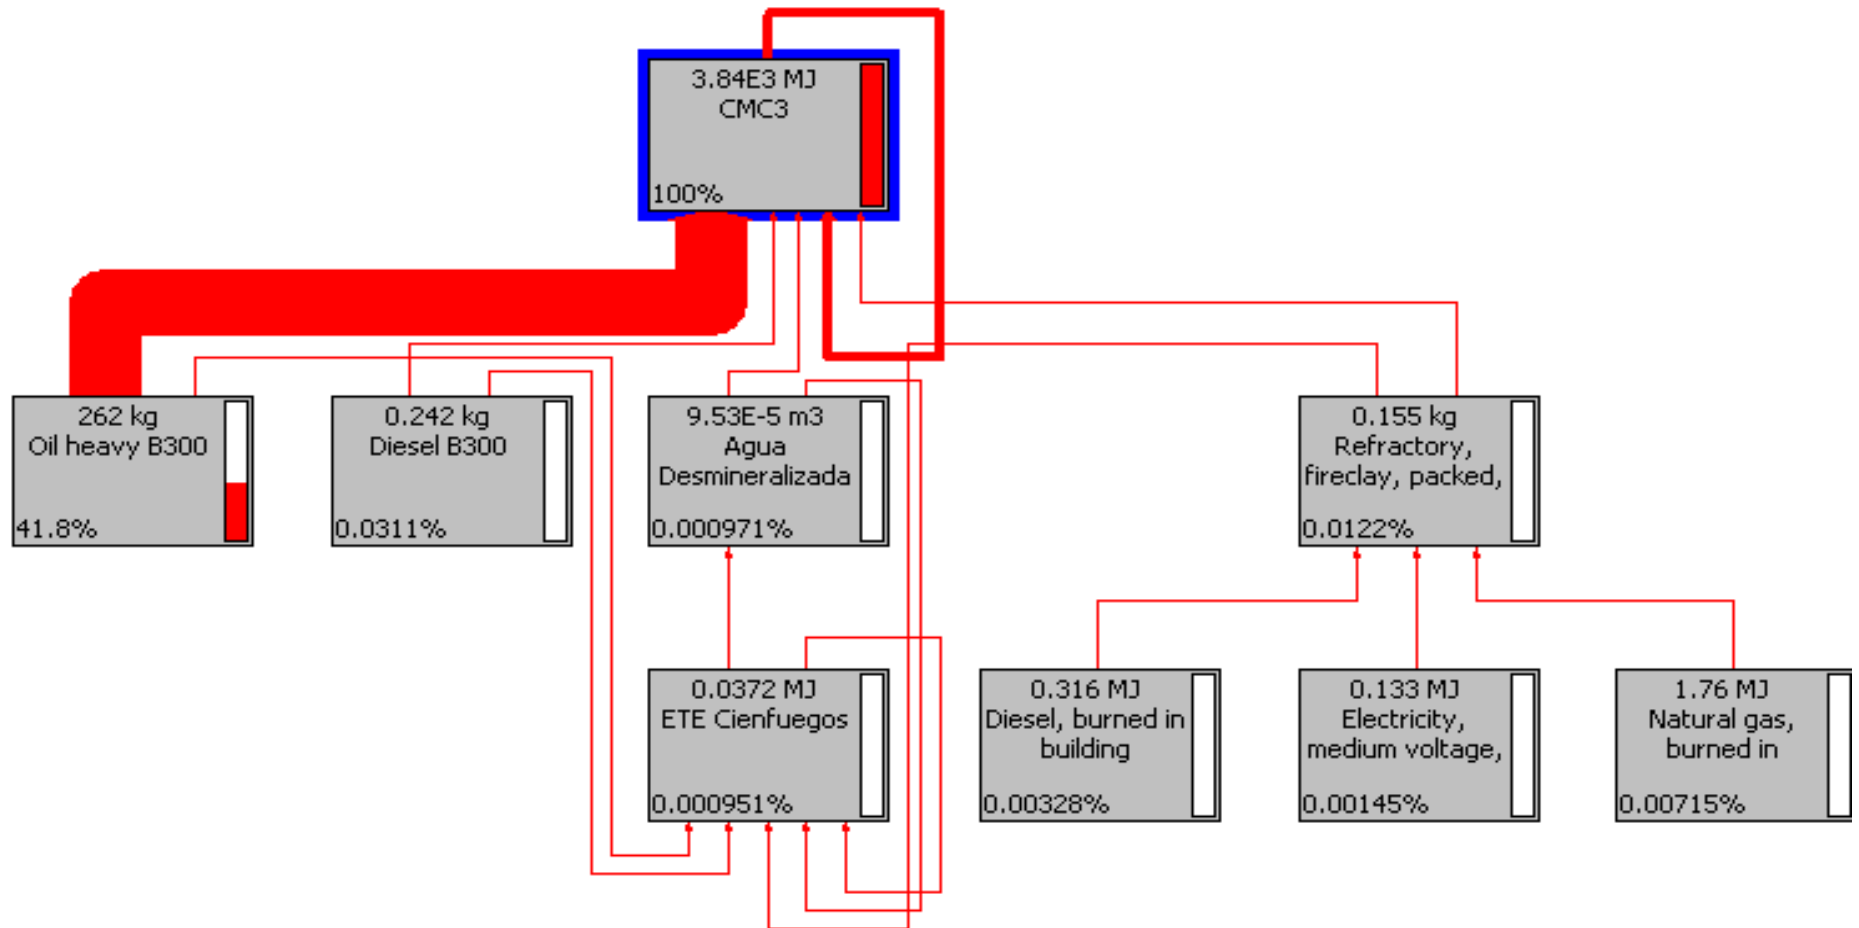 3.84E3 MJ
CMC3
100%
262 kg
Oil heavy B300
41.8%
0.242 kg
Diesel B300
0.0311%
9.53E-5 m3
Agua
Desmineralizada
0.000971%
0.155 kg
Refractory,
fireclay, packed,
0.0122%
0.0372 MJ
ETE Cienfuegos
0.000951%
0.316 MJ
Diesel, burned in
building
0.00328%
0.133 MJ
Electricity,
medium voltage,
0.00145%
1.76 MJ
Natural gas,
burned in
0.00715%